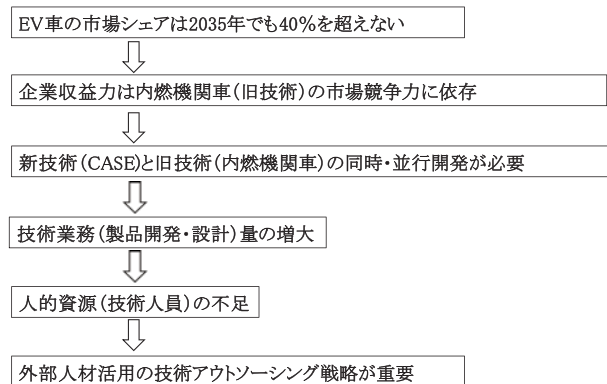 EV車の市場シェアは2035年でも40%を超えない
企業収益力は内燃機関車(旧技術)の市場競争力に依存
新技術(CASE)と旧技術(内燃機関車)の同時・並行開発が必要
技術業務(製品開発・設計)量の増大
人的資源(技術人員)の不足
外部人材活用の技術アウトソーシング戦略が重要